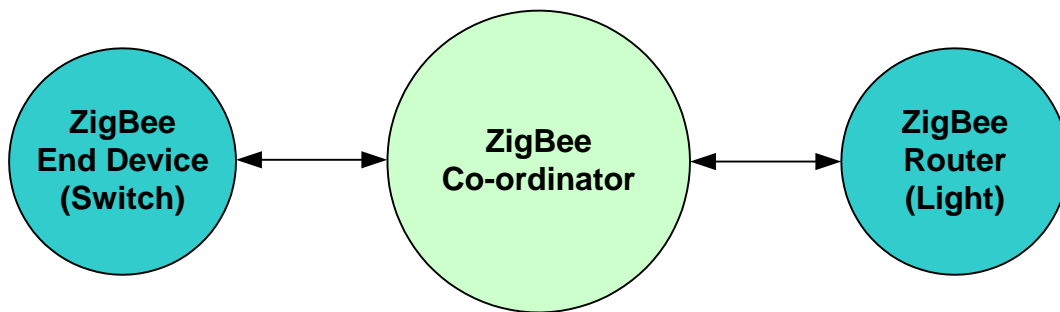 ZigBee
End Device
(Switch)
ZigBee
Co-ordinator
ZigBee
Router
(Light)